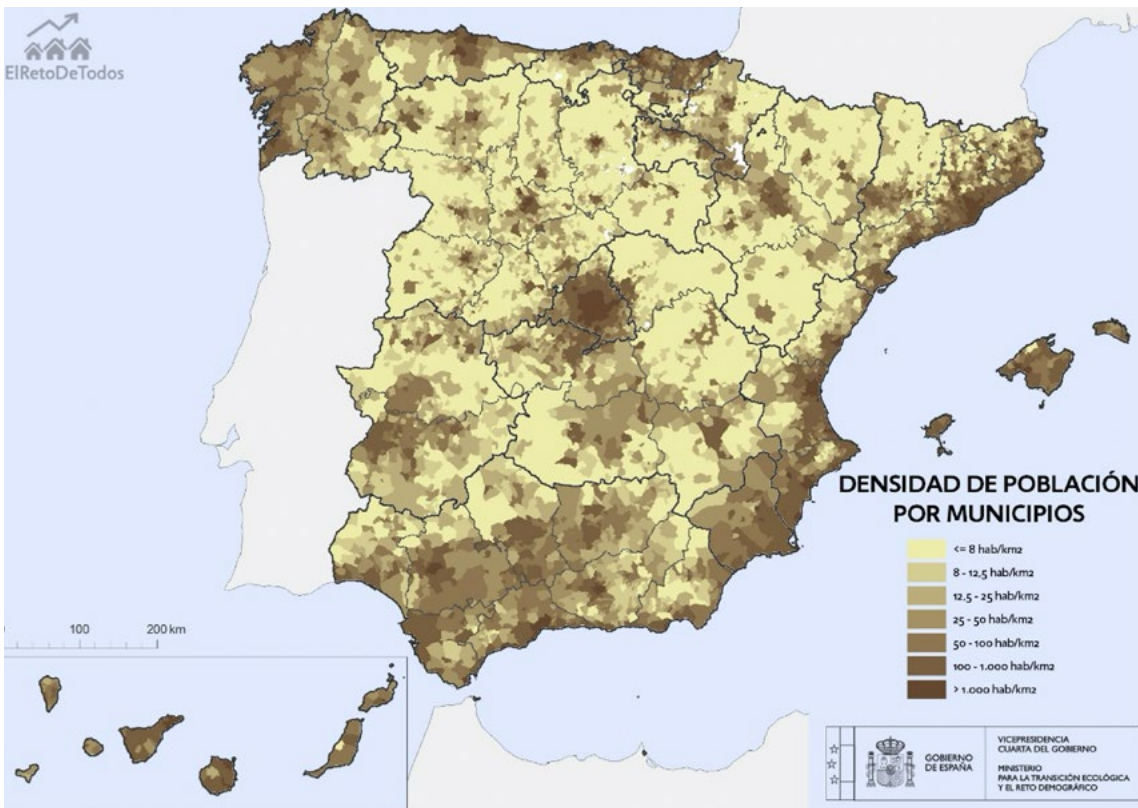 ElRetoDeTodos
DENSIDAD DE POBLACIÓN
POR MUNICIPIOS
<= 8 hab/km2
8 - 12,5 hab/km2
12,5 - 25 hab/km2
25 - 50 hab/km2
50 - 100 hab/km2
100 - 1.000 hab/km2
> 1.000 hab/km2
100 200 km
GOBIERNO
DE ESPAÑA
VICEPRESIDENCIA
CUARTA DEL GOBIERNO
MINISTERIO
PARA LA TRANSICIÓN ECOLÓGICA
Y EL RETO DEMOGRÁFICO